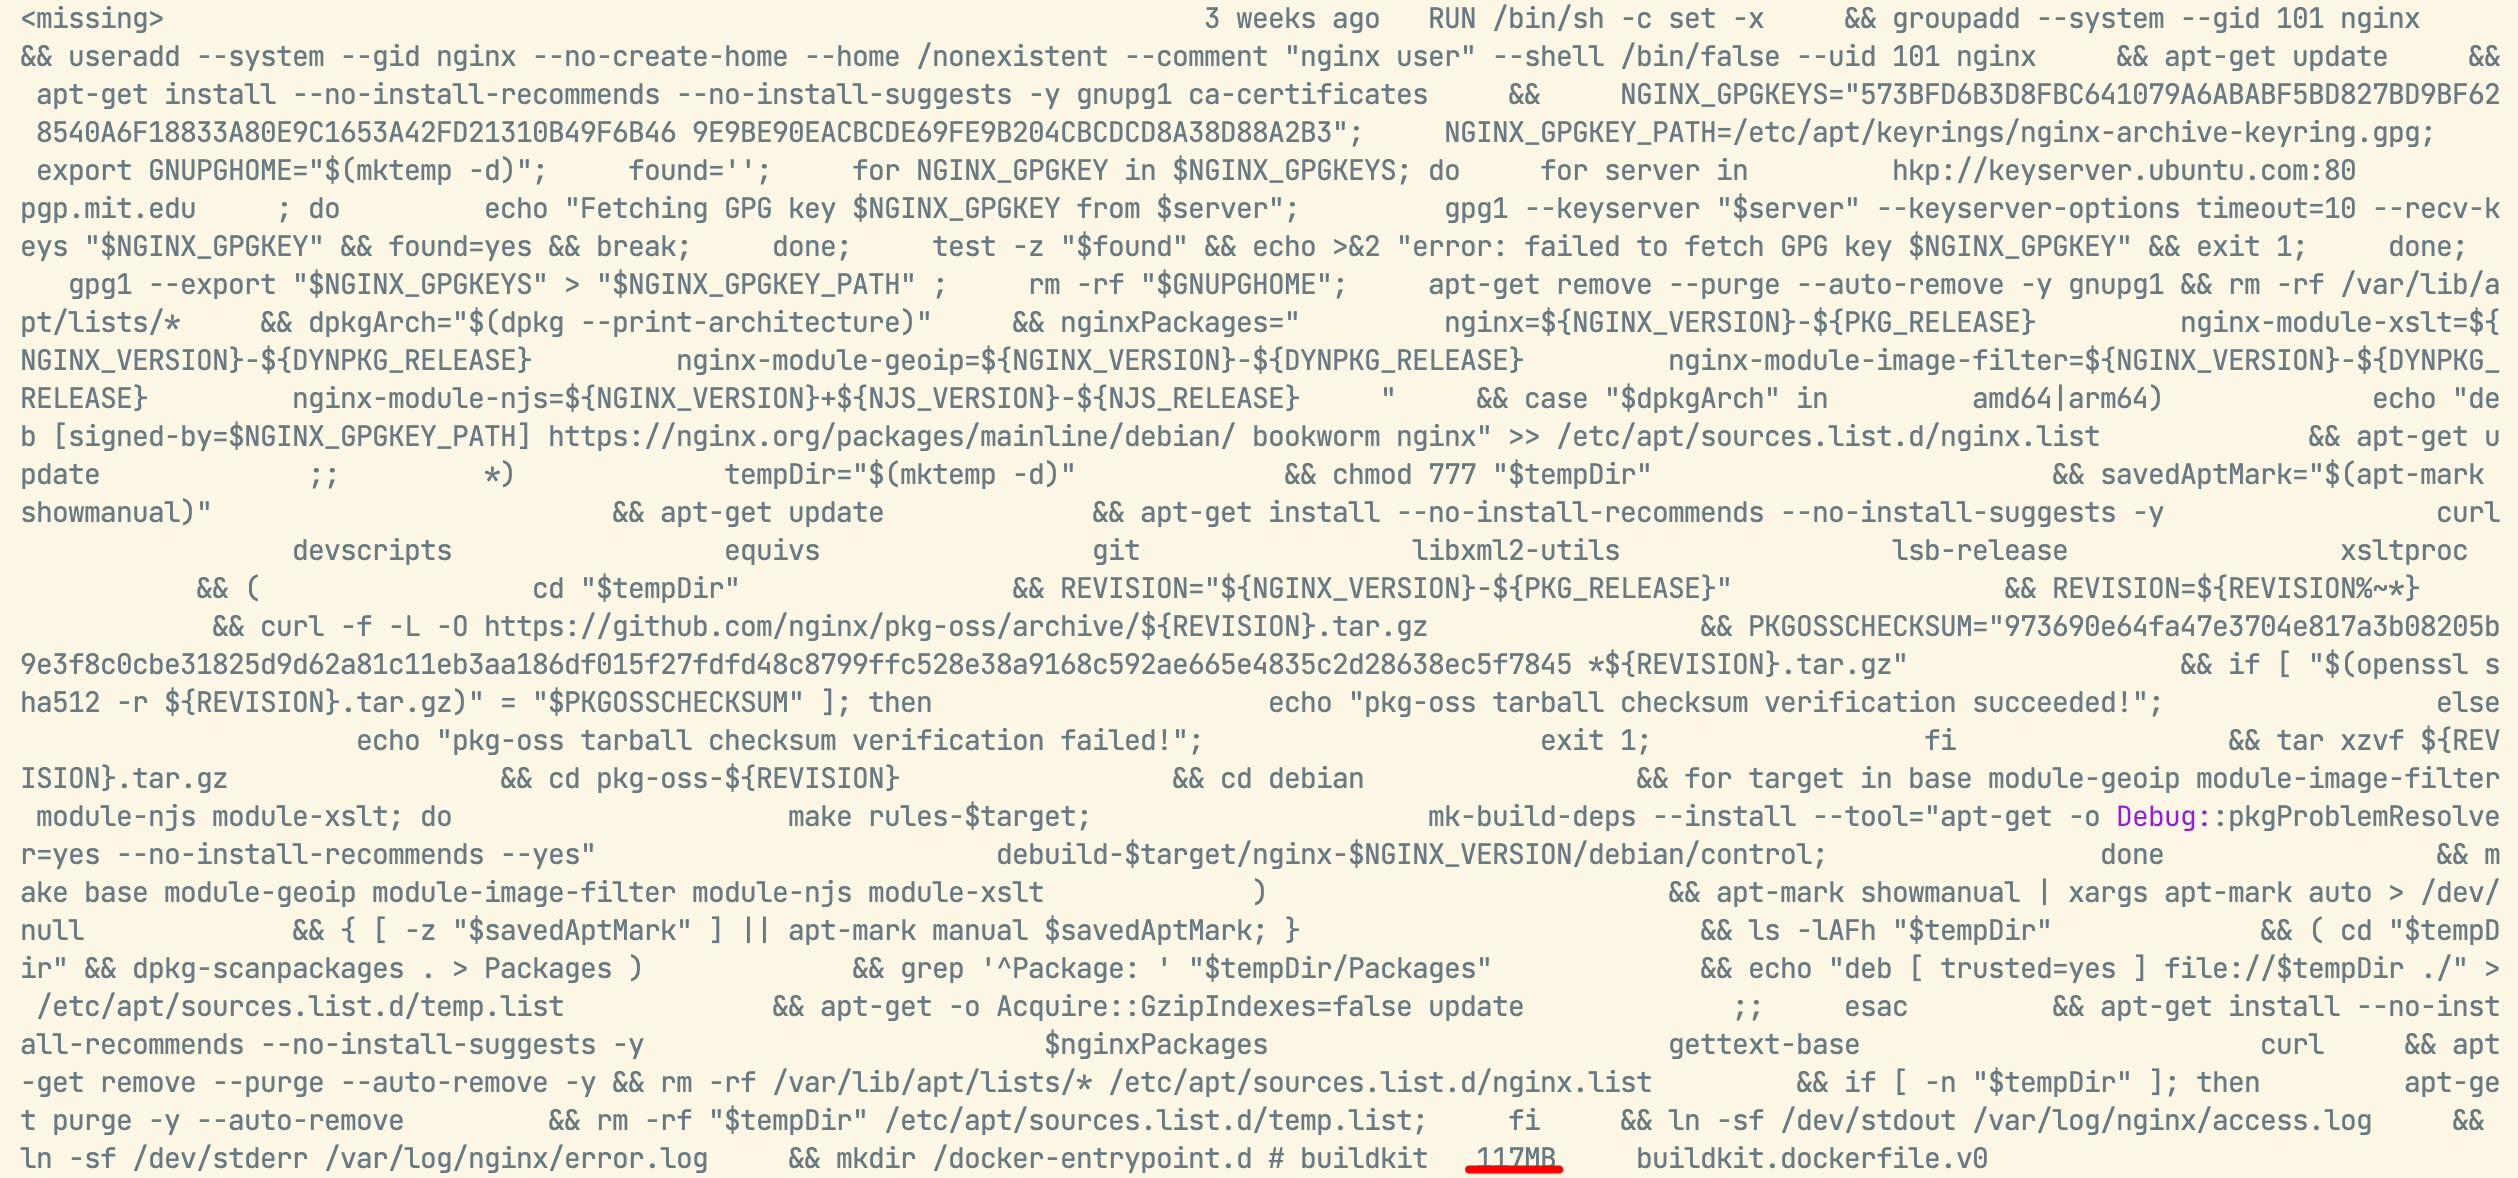 <missing>                                                                 3 weeks ago   RUN /bin/sh -c set -x     && groupadd --system --gid 101 nginx
&& useradd --system --gid nginx --no-create-home --home /nonexistent --comment "nginx user" --shell /bin/false --uid 101 nginx     && apt-get update     &&
 apt-get install --no-install-recommends --no-install-suggests -y gnupg1 ca-certificates     &&     NGINX_GPGKEYS="573BFD6B3D8FBC641079A6ABABF5BD827BD9BF62
 8540A6F18833A80E9C1653A42FD21310B49F6B46 9E9BE90EACBCDE69FE9B204CBCDCD8A38D88A2B3";     NGINX_GPGKEY_PATH=/etc/apt/keyrings/nginx-archive-keyring.gpg;
 export GNUPGHOME="$(mktemp -d)";     found='';     for NGINX_GPGKEY in $NGINX_GPGKEYS; do     for server in         hkp://keyserver.ubuntu.com:80
pgp.mit.edu     ; do         echo "Fetching GPG key $NGINX_GPGKEY from $server";         gpg1 --keyserver "$server" --keyserver-options timeout=10 --recv-k
eys "$NGINX_GPGKEY" && found=yes && break;     done;     test -z "$found" && echo >&2 "error: failed to fetch GPG key $NGINX_GPGKEY" && exit 1;     done;
   gpg1 --export "$NGINX_GPGKEYS" > "$NGINX_GPGKEY_PATH" ;     rm -rf "$GNUPGHOME";     apt-get remove --purge --auto-remove -y gnupg1 && rm -rf /var/lib/a
pt/lists/*     && dpkgArch="$(dpkg --print-architecture)"     && nginxPackages="         nginx=${NGINX_VERSION}-${PKG_RELEASE}         nginx-module-xslt=${
NGINX_VERSION}-${DYNPKG_RELEASE}         nginx-module-geoip=${NGINX_VERSION}-${DYNPKG_RELEASE}         nginx-module-image-filter=${NGINX_VERSION}-${DYNPKG_
RELEASE}         nginx-module-njs=${NGINX_VERSION}+${NJS_VERSION}-${NJS_RELEASE}     "     && case "$dpkgArch" in         amd64|arm64)             echo "de
b [signed-by=$NGINX_GPGKEY_PATH] https://nginx.org/packages/mainline/debian/ bookworm nginx" >> /etc/apt/sources.list.d/nginx.list             && apt-get u
pdate             ;;         *)             tempDir="$(mktemp -d)"             && chmod 777 "$tempDir"                         && savedAptMark="$(apt-mark
showmanual)"                         && apt-get update             && apt-get install --no-install-recommends --no-install-suggests -y                 curl
                 devscripts                 equivs                 git                 libxml2-utils                 lsb-release                 xsltproc
           && (                 cd "$tempDir"                 && REVISION="${NGINX_VERSION}-${PKG_RELEASE}"                 && REVISION=${REVISION%~*}
            && curl -f -L -O https://github.com/nginx/pkg-oss/archive/${REVISION}.tar.gz                 && PKGOSSCHECKSUM="973690e64fa47e3704e817a3b08205b
9e3f8c0cbe31825d9d62a81c11eb3aa186df015f27fdfd48c8799ffc528e38a9168c592ae665e4835c2d28638ec5f7845 *${REVISION}.tar.gz"                 && if [ "$(openssl s
ha512 -r ${REVISION}.tar.gz)" = "$PKGOSSCHECKSUM" ]; then                     echo "pkg-oss tarball checksum verification succeeded!";                 else
                     echo "pkg-oss tarball checksum verification failed!";                     exit 1;                 fi                 && tar xzvf ${REV
ISION}.tar.gz                 && cd pkg-oss-${REVISION}                 && cd debian                 && for target in base module-geoip module-image-filter
 module-njs module-xslt; do                     make rules-$target;                     mk-build-deps --install --tool="apt-get -o Debug::pkgProblemResolve
r=yes --no-install-recommends --yes"                         debuild-$target/nginx-$NGINX_VERSION/debian/control;                 done                 && m
ake base module-geoip module-image-filter module-njs module-xslt             )                         && apt-mark showmanual | xargs apt-mark auto > /dev/
null             && { [ -z "$savedAptMark" ] || apt-mark manual $savedAptMark; }                         && ls -lAFh "$tempDir"             && ( cd "$tempD
ir" && dpkg-scanpackages . > Packages )             && grep '^Package: ' "$tempDir/Packages"             && echo "deb [ trusted=yes ] file://$tempDir ./" >
 /etc/apt/sources.list.d/temp.list             && apt-get -o Acquire::GzipIndexes=false update             ;;     esac         && apt-get install --no-inst
all-recommends --no-install-suggests -y                         $nginxPackages                         gettext-base                         curl     && apt
-get remove --purge --auto-remove -y && rm -rf /var/lib/apt/lists/* /etc/apt/sources.list.d/nginx.list         && if [ -n "$tempDir" ]; then         apt-ge
t purge -y --auto-remove         && rm -rf "$tempDir" /etc/apt/sources.list.d/temp.list;     fi     && ln -sf /dev/stdout /var/log/nginx/access.log     &&
ln -sf /dev/stderr /var/log/nginx/error.log     && mkdir /docker-entrypoint.d # buildkit   117MB     buildkit.dockerfile.v0